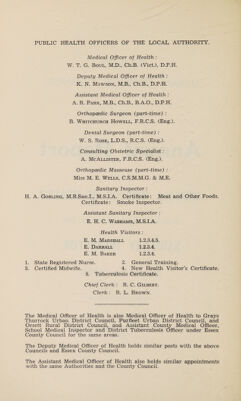 PUBLIC HEALTH OFFICERS OF THE LOCAL AUTHORITY.
Medical Officer of Health :
W. T. G. Boul, M.D., Ch.B. (Vict.), D.P.H.
Deputy Medical Officer of Health :
K. N. Mawson, M.B., Ch.B., D.P.H.
Assistant Medical Officer of Health :
A. B. Park, M.B., Ch.B., B.A.O., D.P.H.
Orthopædic Surgeon (part-time) :
B. Whitchurch Howell, F.R.C.S. (Eng.).
Dental Surgeon (part-time) :
W. S. Rose, L.D.S., R.C.S. (Eng.).
Consulting Obstetric Specialist :
A. McAllister, F.R.C.S. (Eng.).
Orthopædic Masseuse (part-time) :
Miss M. E. Wells, C.S.M.M.G. & M.E.
Sanitary Inspector :
H. A. Gosling, M.R.San.I., M.S.I.A. Certificate: Meat and Other Foods.
Certificate: Smoke Inspector.
Assistant Sanitary Inspector :
E. H. C. Wabhams, M.S.I.A.
Health Visitors :
E. M. Marshall 1.2.3.4.5.
E. Darrall 1.2.3.4.
E. M. Baker 1.2.3.4.
1. State Registered Nurse. 2. General Training.
3. Certified Midwife. 4. New Health Visitor's Certificate.
5. Tuberculosis Certificate.
Chief Clerk : R. C. Gilbert.
Clerk : R. L. Brown.
The Medical Officer of Health is also Medical Officer of Health to Grays
Thurrock Urban District Council, Purfleet Urban District Council, and
Orsett Rural District Council, and Assistant County Medical Officer,
School Medical Inspector and District Tuberculosis Officer under Essex
County Council for the same areas.
The Deputy Medical Officer of Health holds similar posts with the above
Councils and Essex County Council.
The Assistant Medical Officer of Health also holds similar appointments
with the same Authorities and the County Council.